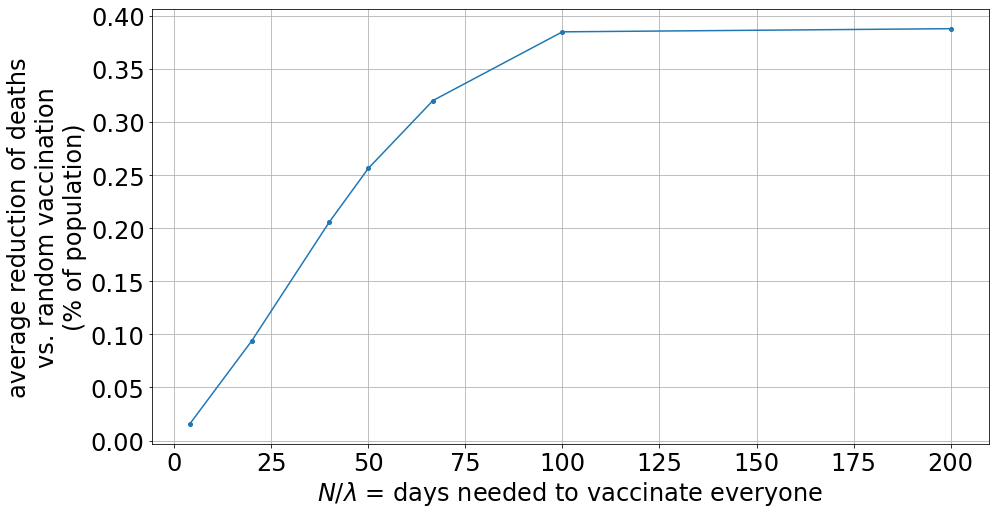 average reduction of deaths
vs. random vaccination
(% of population)
0.40
0.35
0.30
0.25
0.20
0.15
0.10
0.05
0.00
0 25 50 75 100 125 150 175 200
N/λ = days needed to vaccinate everyone